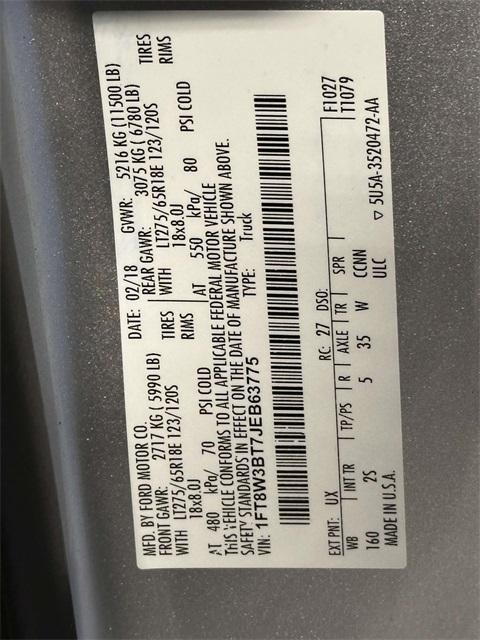 MFD. BY FORD MOTOR CO.
DATE: 02/18 GVWR: 5216 KG (11500 LB)
FRONT GAWR: 2717 KG ( 5990 LB) REAR GAWR: 3075 KG ( 6780 LB)
WITH LT275/65R18E 123/120S TIRES WITH LT275/65R18E 123/120S TIRES
18x8.0J RIMS 18x8.0J RIMS
AT 480 kPa/ 70 PSI COLD AT 550 kPa/ 80 PSI COLD
THIS VEHICLE CONFORMS TO ALL APPLICABLE FEDERAL MOTOR VEHICLE
SAFETY STANDARDS IN EFFECT ON THE DATE OF MANUFACTURE SHOWN ABOVE.
VIN: 1FT8W3BT7JEB63775 TYPE: Truck
F1027
EXT PNT: UX RC: 27 DSO: T1079
WB INT TR TP/PS R AXLE TR SPR
160 2S 5 35 W CCNN
ULC
MADE IN U.S.A. ▽ 5U5A-3520472-AA